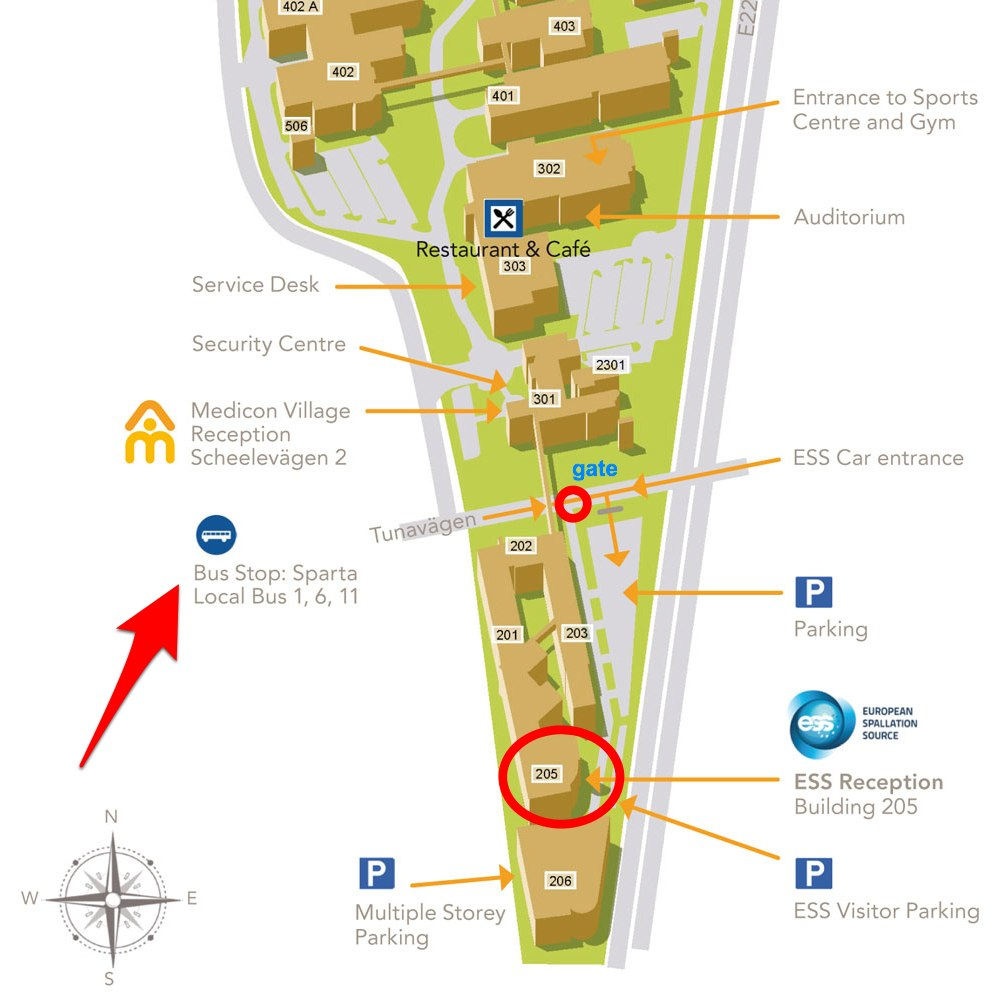 402 A
403
E22
402
401
Entrance to Sports
Centre and Gym
506
302
Auditorium
Restaurant & Café
303
Service Desk
Security Centre
2301
301
Medicon Village
Reception
Scheelevägen 2
gate
ESS Car entrance
Tunavägen
202
Bus Stop: Sparta
Local Bus 1, 6, 11
P
Parking
201
203
ess
EUROPEAN
SPALLATION
SOURCE
205
ESS Reception
Building 205
N
W
E
S
P
Multiple Storey
Parking
206
P
ESS Visitor Parking